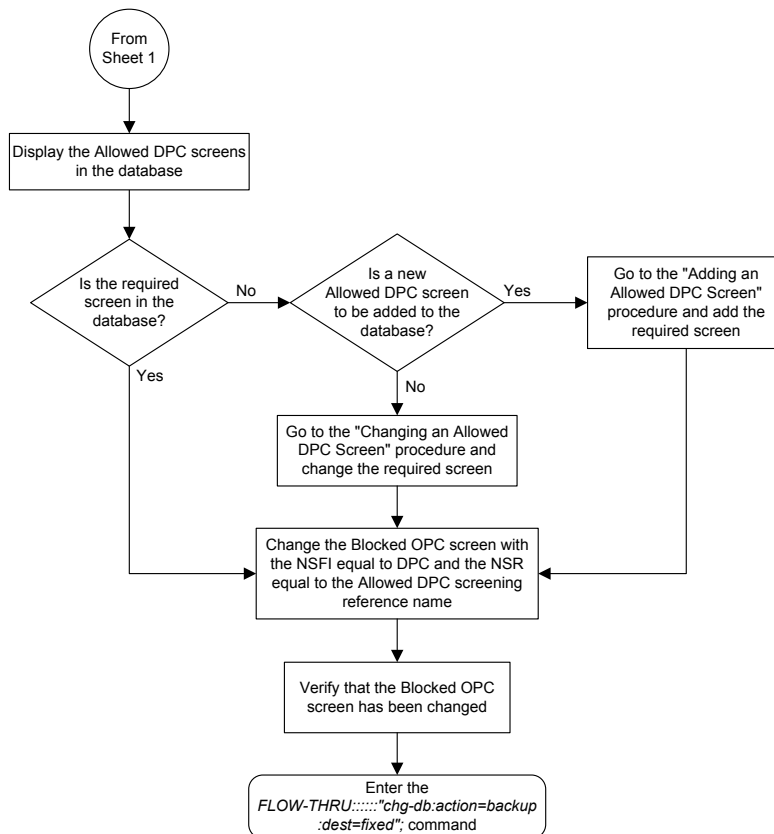 From
Sheet 1
Display the Allowed DPC screens
in the database
Is the required
screen in the
database?
No
Yes
Is a new
Allowed DPC screen
to be added to the
database?
Yes
No
Go to the "Adding an
Allowed DPC Screen"
procedure and add the
required screen
Go to the "Changing an Allowed
DPC Screen" procedure and
change the required screen
Change the Blocked OPC screen with
the NSFI equal to DPC and the NSR
equal to the Allowed DPC screening
reference name
Verify that the Blocked OPC
screen has been changed
Enter the
FLOW-THRU::::::"chg-db:action=backup
:dest=fixed"; command